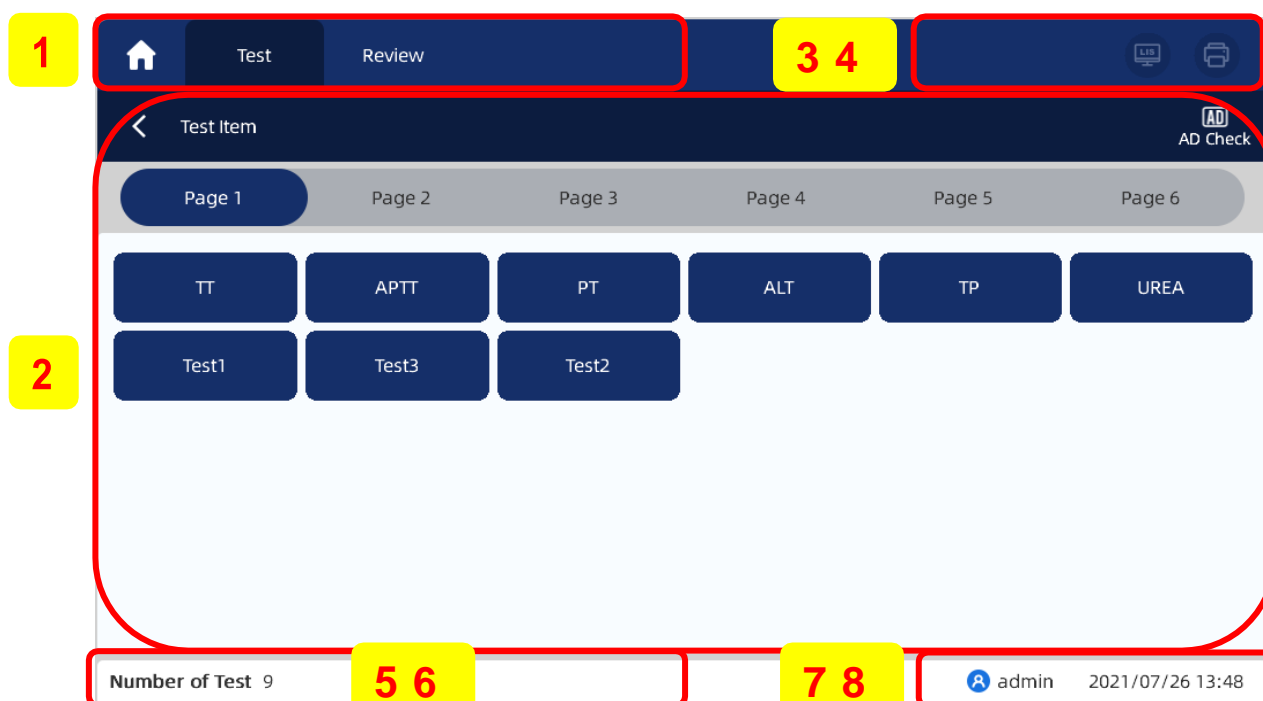 1
Test Review 3 4 LIS
Test Item
AD
AD Check
Page 1 Page 2 Page 3 Page 4 Page 5 Page 6
TT APTT PT ALT TP UREA
2
Test1 Test3 Test2
Number of Test 9 5 6 7 8 admin 2021/07/26 13:48